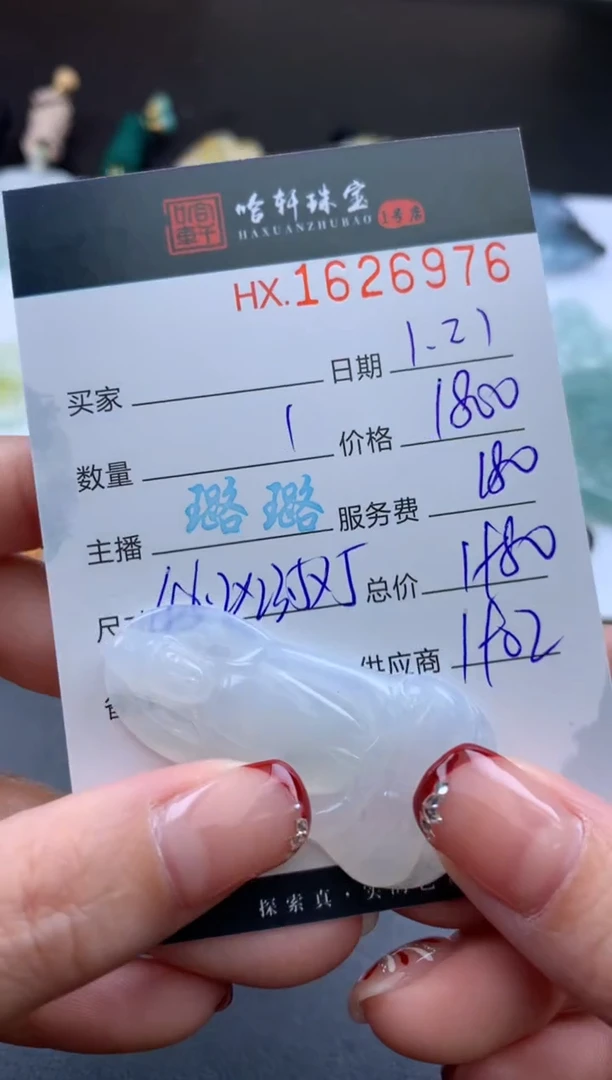 哈轩 哈轩珠宝 1号店
HAXUANZHUBAO
HX.1626976
买家 日期 1.21
数量 1 价格 1800
主播 璐璐 服务费 180
总价
供应商
探索真·